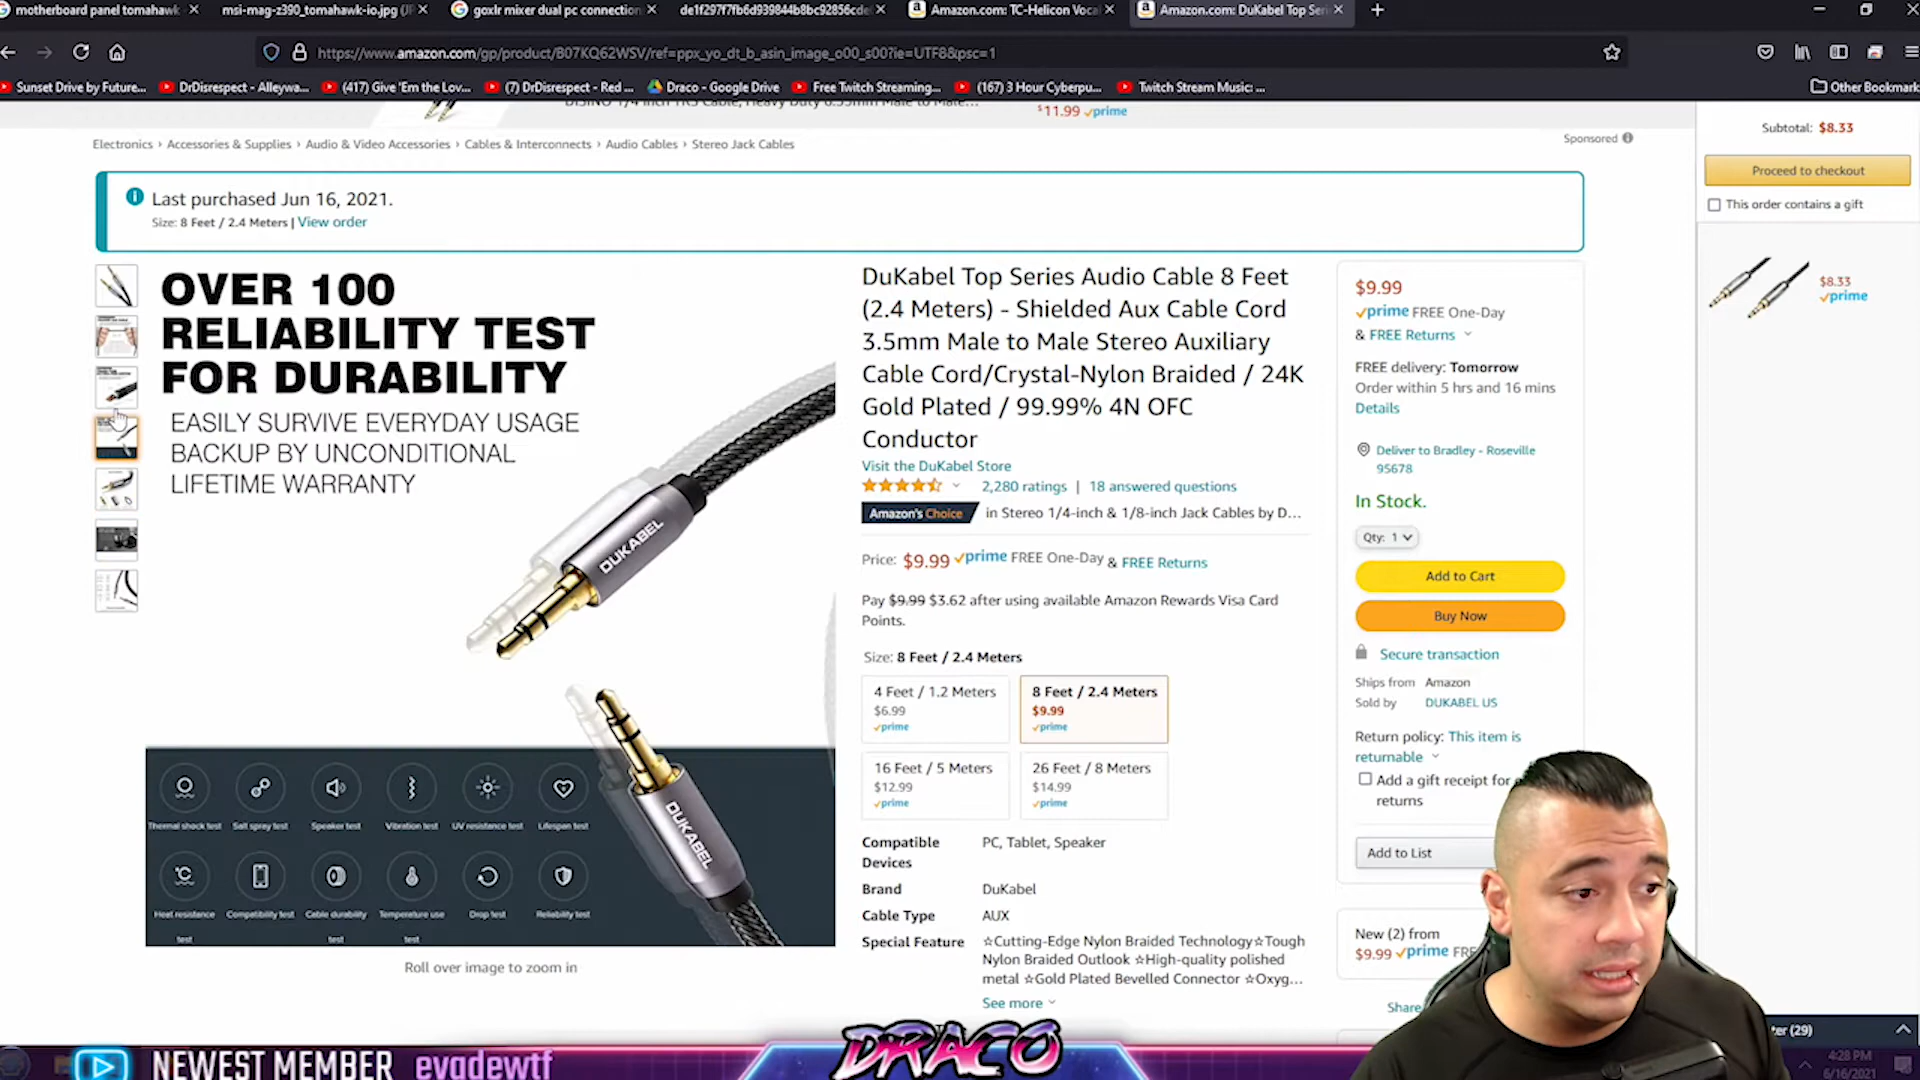 motherboard panel tomahawk
msi-mag-z390_tomahawk-io.jpg (JP
goxlr mixer dual pc connection
Amazon.com: TC-Helicon Vocal
Amazon.com: DuKabel Top Seri
https://www.amazon.com/gp/product/B07KQ62WSV/ref=ppx_yo_dt_b_asin_image_o00_s00?ie=UTF8&psc=1
Sunset Drive by Future...
DrDisrespect - Alleywa...
(417) Give 'Em the Lov...
(7) DrDisrespect - Red ...
Draco - Google Drive
Free Twitch Streaming...
(167) 3 Hour Cyberpu...
Twitch Stream Music: ...
Other Bookmark
$11.99 prime
Electronics › Accessories & Supplies › Audio & Video Accessories › Cables & Interconnects › Audio Cables › Stereo Jack Cables
Sponsored
Last purchased Jun 16, 2021.
Size: 8 Feet / 2.4 Meters | View order
OVER 100
RELIABILITY TEST
FOR DURABILITY
EASILY SURVIVE EVERYDAY USAGE
BACKUP BY UNCONDITIONAL
LIFETIME WARRANTY
DUKABEL
DUKABEL
Thermal shock test
Salt spray test
Speaker test
Vibration test
UV resistance test
Lifespan test
Heat resistance
test
Compatibility test
Cable durability
test
Temperature use
test
Drop test
Reliability test
Roll over image to zoom in
DuKabel Top Series Audio Cable 8 Feet
(2.4 Meters) - Shielded Aux Cable Cord
3.5mm Male to Male Stereo Auxiliary
Cable Cord/Crystal-Nylon Braided / 24K
Gold Plated / 99.99% 4N OFC
Conductor
Visit the DuKabel Store
2,280 ratings | 18 answered questions
Amazon's Choice in Stereo 1/4-inch & 1/8-inch Jack Cables by D...
Price: $9.99 prime FREE One-Day & FREE Returns
Pay $9.99 $3.62 after using available Amazon Rewards Visa Card
Points.
Size: 8 Feet / 2.4 Meters
4 Feet / 1.2 Meters
$6.99
prime
8 Feet / 2.4 Meters
$9.99
prime
16 Feet / 5 Meters
$12.99
prime
26 Feet / 8 Meters
$14.99
prime
Compatible
Devices
PC, Tablet, Speaker
Brand
DuKabel
Cable Type
AUX
Special Feature
☆Cutting-Edge Nylon Braided Technology☆Tough
Nylon Braided Outlook ☆High-quality polished
metal ☆Gold Plated Bevelled Connector ☆Oxyg...
See more
$9.99
prime FREE One-Day
& FREE Returns
FREE delivery: Tomorrow
Order within 5 hrs and 16 mins
Details
Deliver to Bradley - Roseville
95678
In Stock.
Qty: 1
Add to Cart
Buy Now
Secure transaction
Ships from Amazon
Sold by DUKABEL US
Return policy: This item is
returnable
Add a gift receipt for
returns
Add to List
New (2) from
$9.99 prime FRE
Share
Subtotal: $8.33
Proceed to checkout
This order contains a gift
$8.33
prime
ter (29)
DRACO
NEWEST MEMBER evadewtf
4:28 PM
6/16/2021